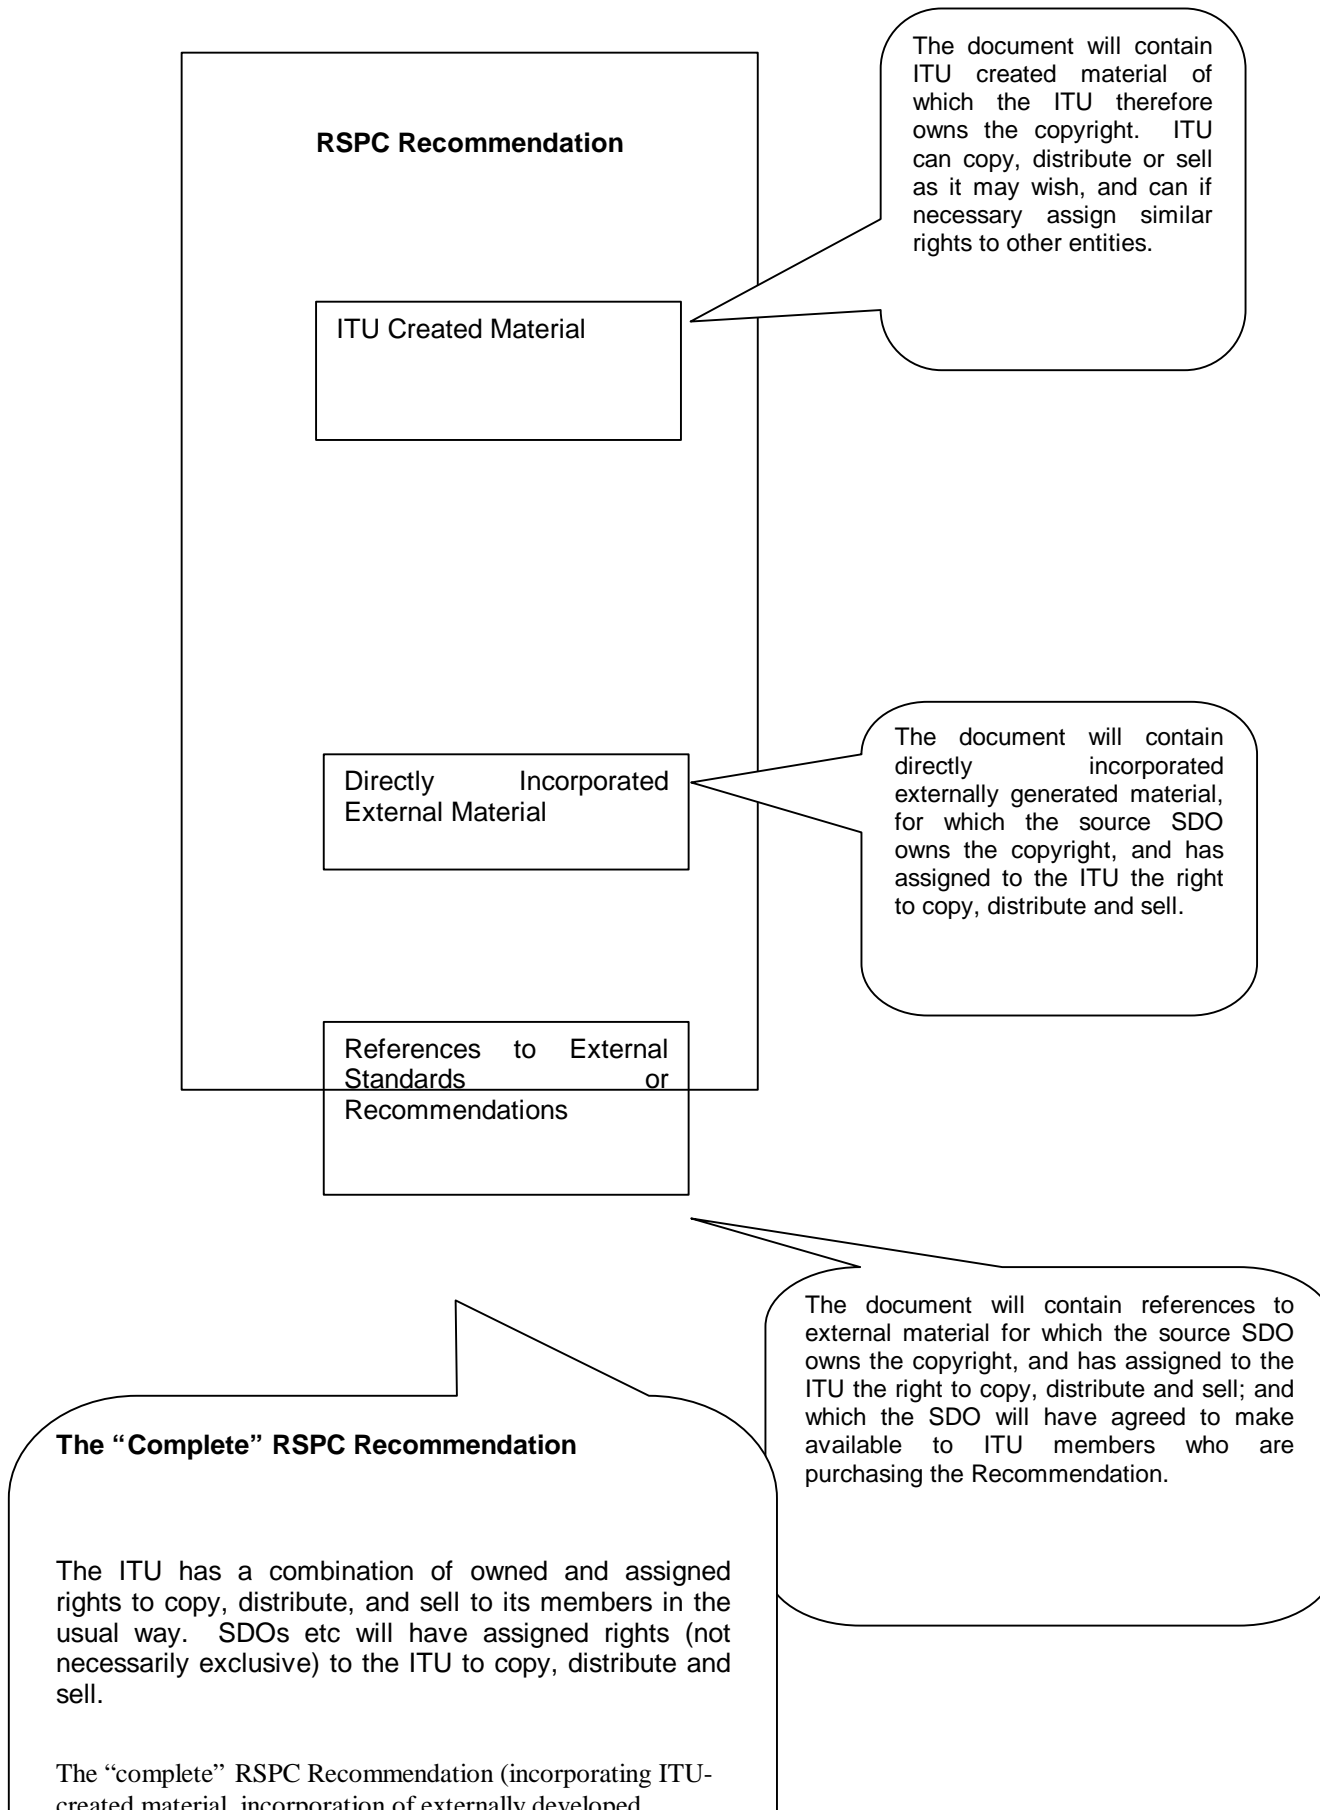 The document will contain
ITU created material of
which the ITU therefore
owns the copyright. ITU
can copy, distribute or sell
as it may wish, and can if
necessary assign similar
rights to other entities.
RSPC Recommendation
ITU Created Material
The document will contain
directly incorporated
externally generated material,
for which the source SDO
owns the copyright, and has
assigned to the ITU the right
to copy, distribute and sell.
Directly Incorporated
External Material
References to External
Standards or
Recommendations
The document will contain references to
external material for which the source SDO
owns the copyright, and has assigned to the
ITU the right to copy, distribute and sell; and
which the SDO will have agreed to make
available to ITU members who are
purchasing the Recommendation.
The “Complete” RSPC Recommendation
The ITU has a combination of owned and assigned
rights to copy, distribute, and sell to its members in the
usual way. SDOs etc will have assigned rights (not
necessarily exclusive) to the ITU to copy, distribute and
sell.
The “complete” RSPC Recommendation (incorporating ITU-
created material, incorporation of externally developed